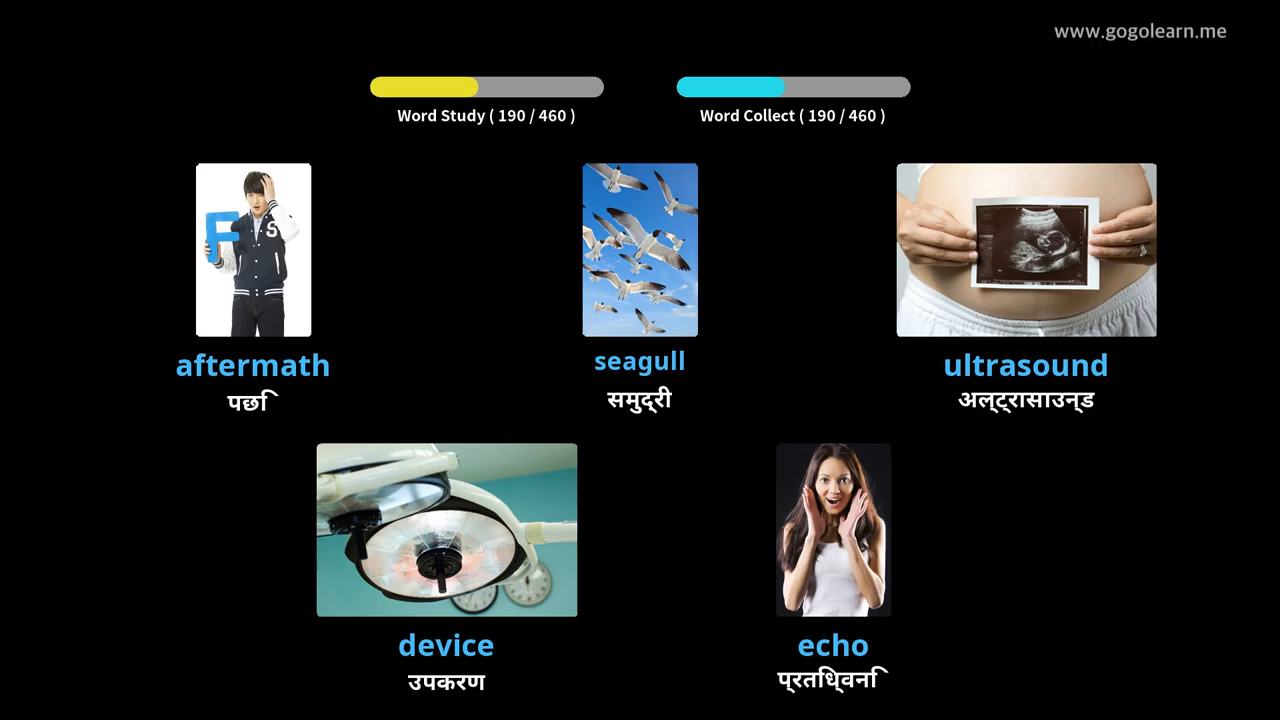 www.gogolearn.me
Word Study ( 190 / 460 )
Word Collect ( 190 / 460 )
F
S
aftermath
पछि
seagull
समुद्री
ultrasound
अल्ट्रासाउन्ड
device
उपकरण
echo
प्रतिध्वनि